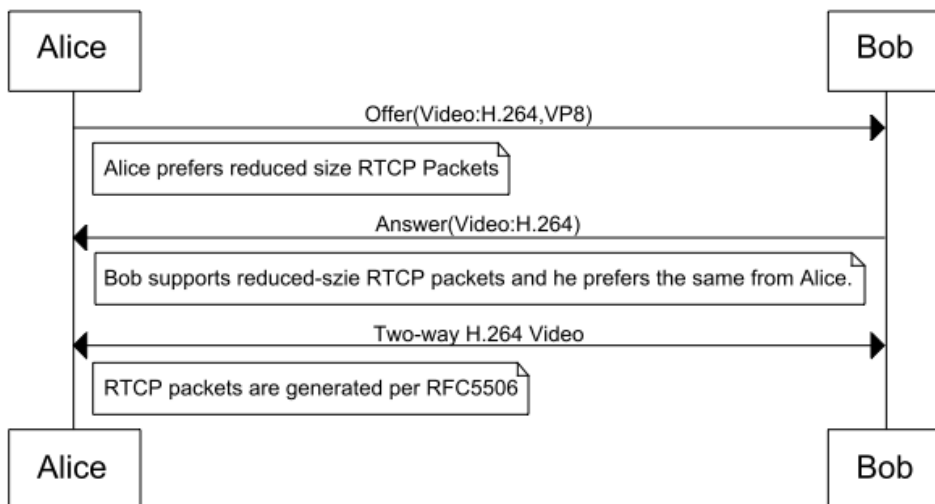 Alice
Bob
Offer(Video:H.264,VP8)
Alice prefers reduced size RTCP Packets
Answer(Video:H.264)
Bob supports reduced-szie RTCP packets and he prefers the same from Alice.
Two-way H.264 Video
RTCP packets are generated per RFC5506
Alice
Bob